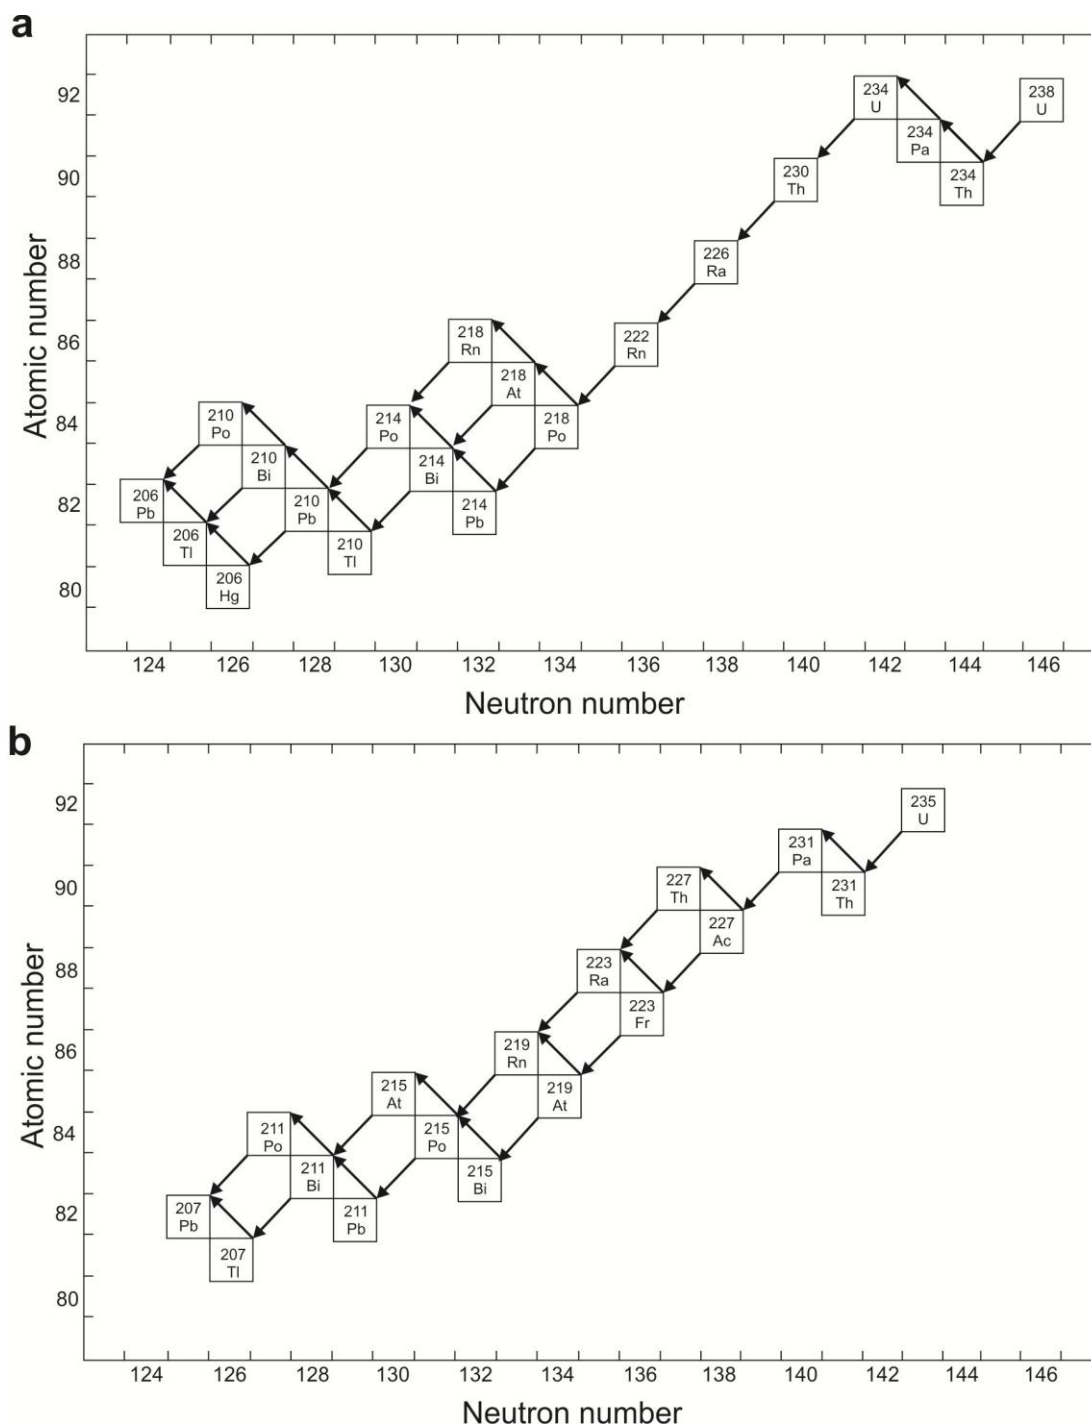 a
92
90
88
86
84
82
80
Atomic number
234
U
238
U
234
Pa
230
Th
234
Th
226
Ra
218
Rn
222
Rn
218
At
210
Po
214
Po
218
Po
210
Bi
214
Bi
206
Pb
210
Pb
214
Pb
206
Tl
210
Tl
206
Hg
124 126 128 130 132 134 136 138 140 142 144 146
Neutron number
b
92
90
88
86
84
82
80
Atomic number
235
U
231
Pa
227
Th
231
Th
227
Ac
223
Ra
223
Fr
219
Rn
215
At
219
At
211
Po
215
Po
211
Bi
215
Bi
207
Pb
211
Pb
207
Tl
124 126 128 130 132 134 136 138 140 142 144 146
Neutron number